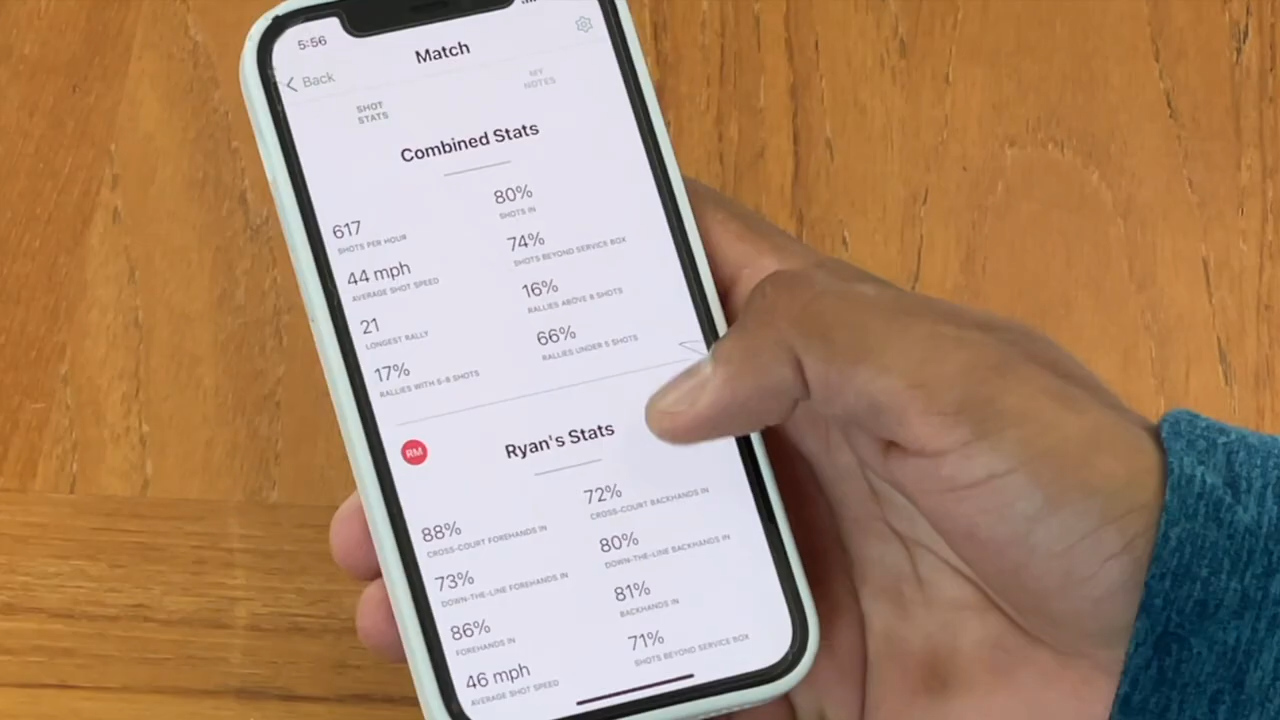 5:56
Back
Match
SHOT
STATS
MY
NOTES
Combined Stats
617
SHOTS PER HOUR
80%
SHOTS IN
44 mph
AVERAGE SHOT SPEED
74%
SHOTS BEYOND SERVICE BOX
21
LONGEST RALLY
16%
RALLIES ABOVE 8 SHOTS
17%
RALLIES WITH 5-8 SHOTS
66%
RALLIES UNDER 5 SHOTS
RM
Ryan's Stats
88%
CROSS-COURT FOREHANDS IN
72%
CROSS-COURT BACKHANDS IN
73%
DOWN-THE-LINE FOREHANDS IN
80%
DOWN-THE-LINE BACKHANDS IN
86%
FOREHANDS IN
81%
BACKHANDS IN
46 mph
AVERAGE SHOT SPEED
71%
SHOTS BEYOND SERVICE BOX